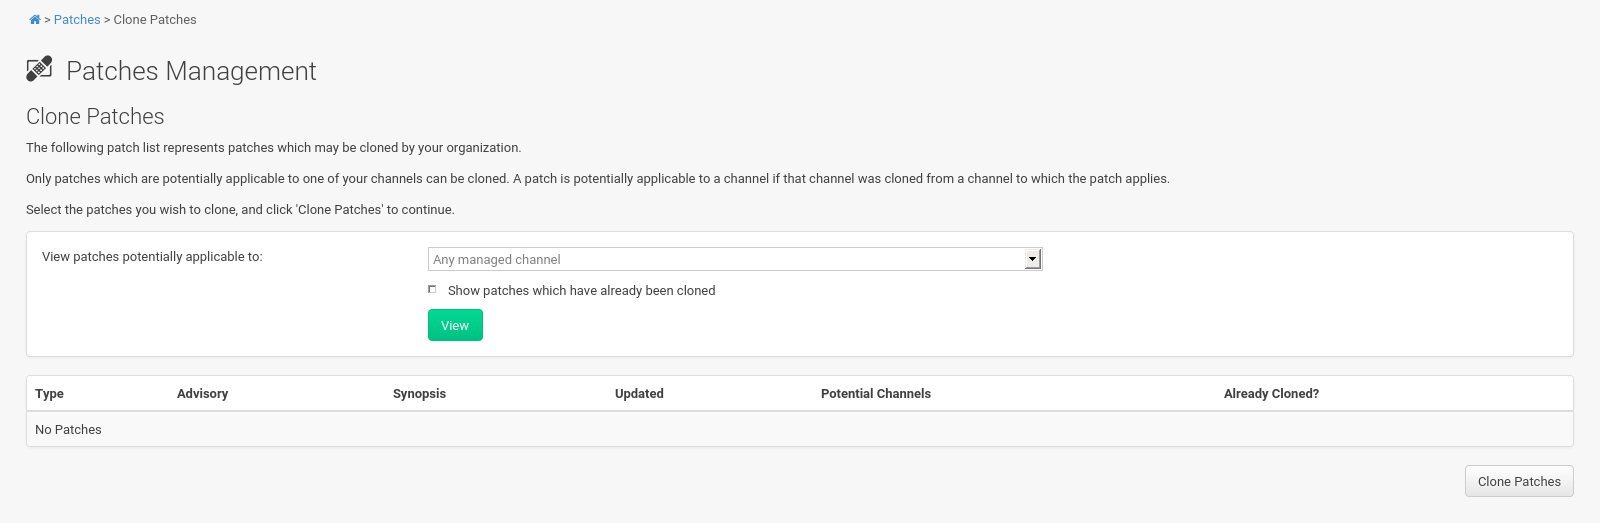 > Patches > Clone Patches
Patches Management
Clone Patches
The following patch list represents patches which may be cloned by your organization.
Only patches which are potentially applicable to one of your channels can be cloned. A patch is potentially applicable to a channel if that channel was cloned from a channel to which the patch applies.
Select the patches you wish to clone, and click 'Clone Patches' to continue.
View patches potentially applicable to: Any managed channel
Show patches which have already been cloned
View
Type Advisory Synopsis Updated Potential Channels Already Cloned?
No Patches
Clone Patches